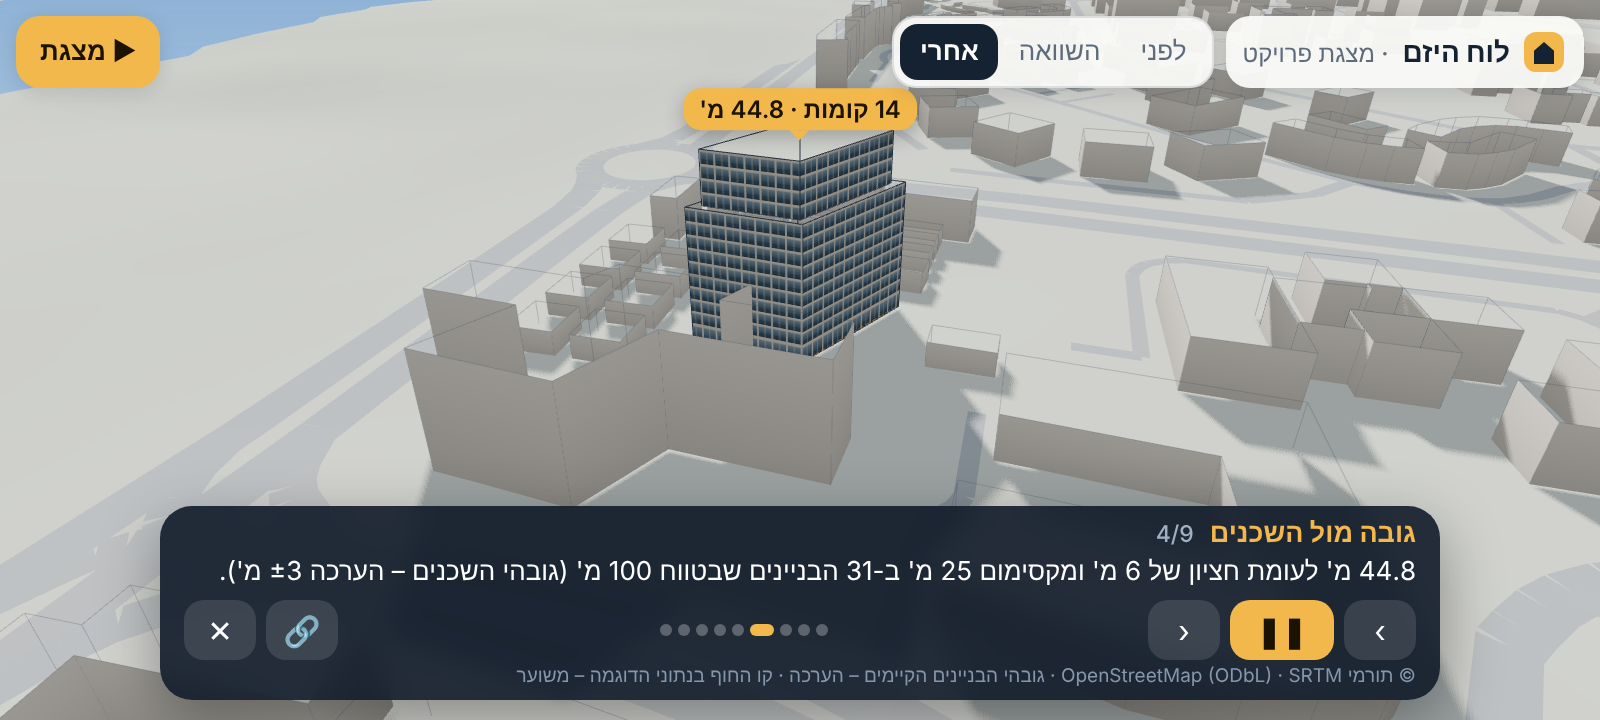 לוח היזם · מצגת פרויקט
לפני השוואה אחרי
▶ מצגת
14 קומות · 44.8 מ'
גובה מול השכנים 4/9
44.8 מ' לעומת חציון של 6 מ' ומקסימום 25 מ' ב-31 הבניינים שבטווח 100 מ' (גובהי השכנים – הערכה ±3 מ').
© תורמי OpenStreetMap (ODbL) · SRTM · גובהי הבניינים הקיימים – הערכה · קו החוף בנתוני הדוגמה – משוער